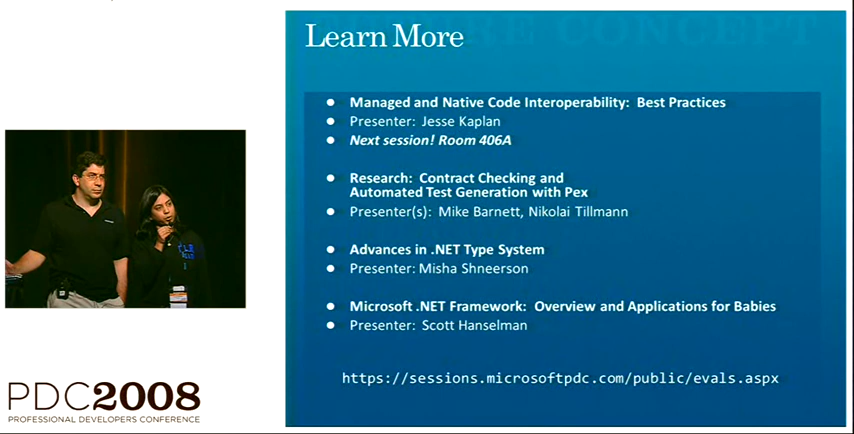 Learn More
Managed and Native Code Interoperability: Best Practices
Presenter: Jesse Kaplan
Next session! Room 406A
Research: Contract Checking and
Automated Test Generation with Pex
Presenter(s): Mike Barnett, Nikolai Tillmann
Advances in .NET Type System
Presenter: Misha Shneerson
Microsoft .NET Framework: Overview and Applications for Babies
Presenter: Scott Hanselman
https://sessions.microsoftpdc.com/public/evals.aspx
PDC2008
PROFESSIONAL DEVELOPERS CONFERENCE